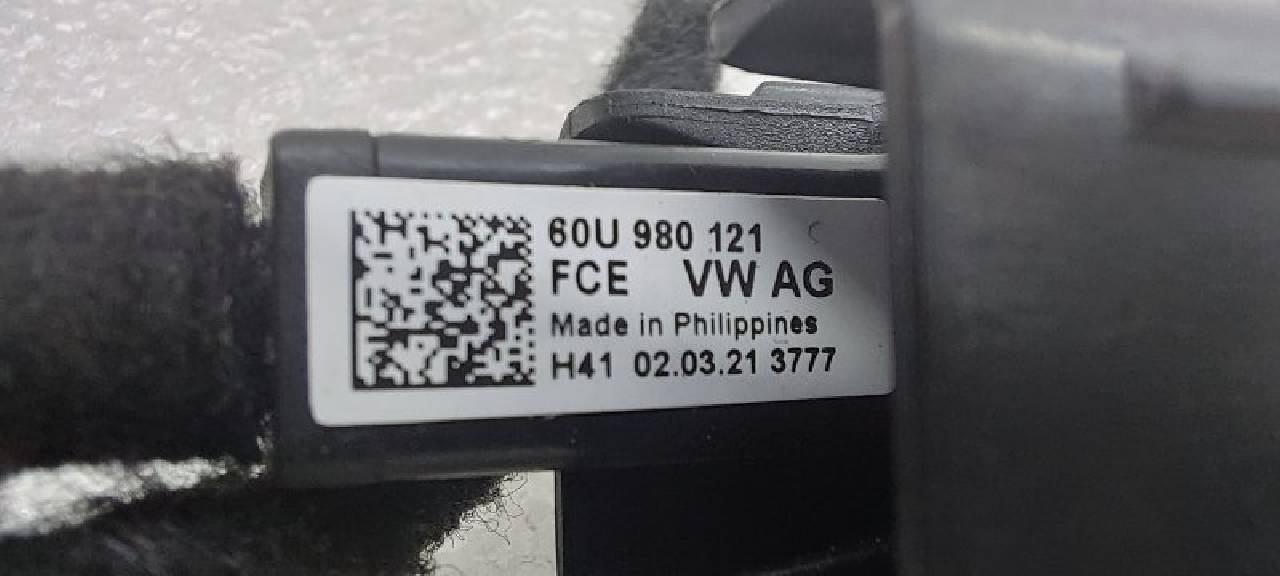 60U 980 121
FCE VW AG
Made in Philippines
H41 02.03.21 3777